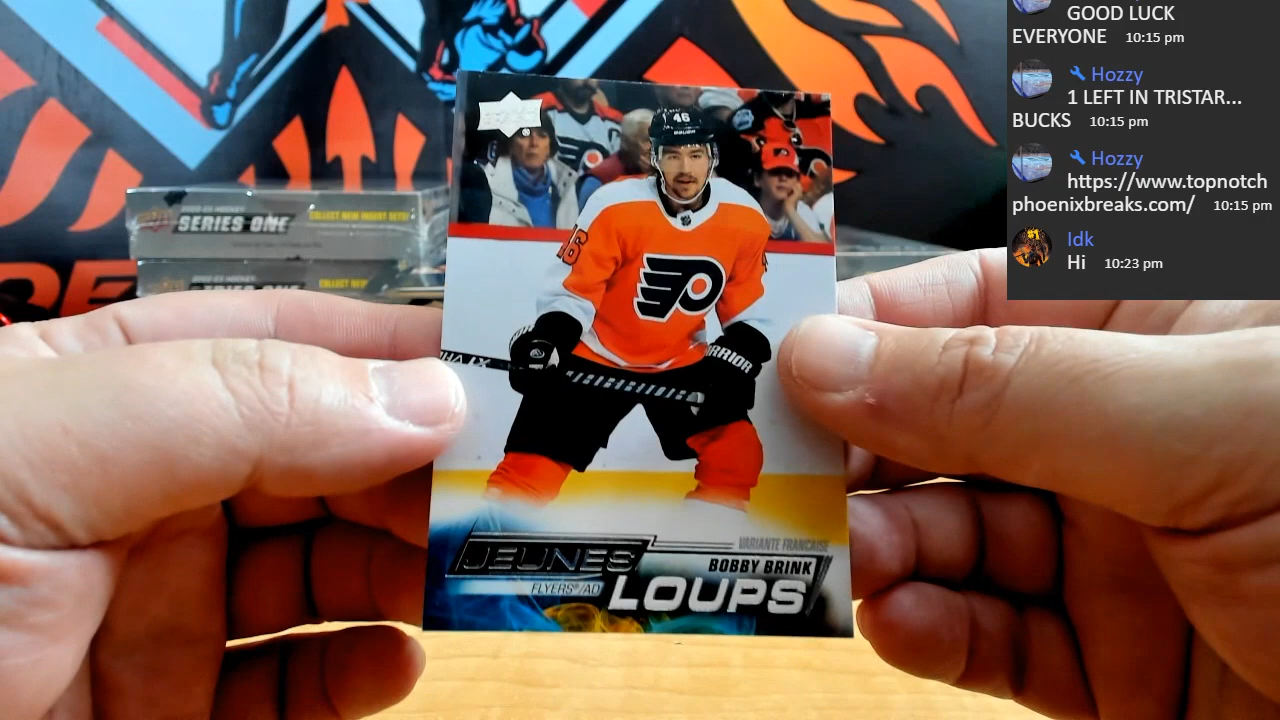 GOOD LUCK
EVERYONE 10:15 pm
Hozzy
1 LEFT IN TRISTAR...
BUCKS 10:15 pm
Hozzy
https://www.topnotch
phoenixbreaks.com/ 10:15 pm
Idk
Hi 10:23 pm
SERIES ONE
COLLECT NEW INSERT SETS!
46
46
WARRIOR
VARIANTE FRANÇAISE
JEUNES
BOBBY BRINK
FLYERS®/AD
LOUPS